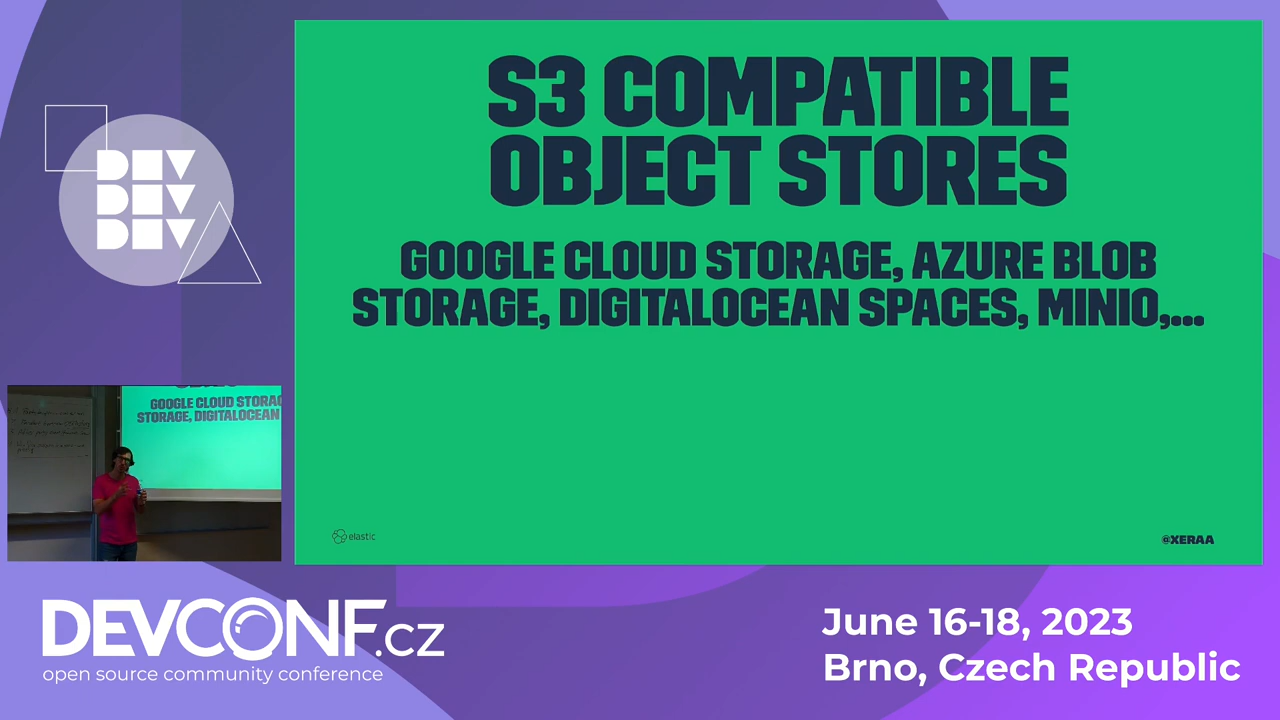 S3 COMPATIBLE
OBJECT STORES
GOOGLE CLOUD STORAGE, AZURE BLOB
STORAGE, DIGITALOCEAN SPACES, MINIO,...
elastic
@XERAA
DEV
DEV
DEV
GOOGLE CLOUD STORAG
STORAGE, DIGITALOCEAN
DEVCONF.CZ
open source community conference
June 16-18, 2023
Brno, Czech Republic